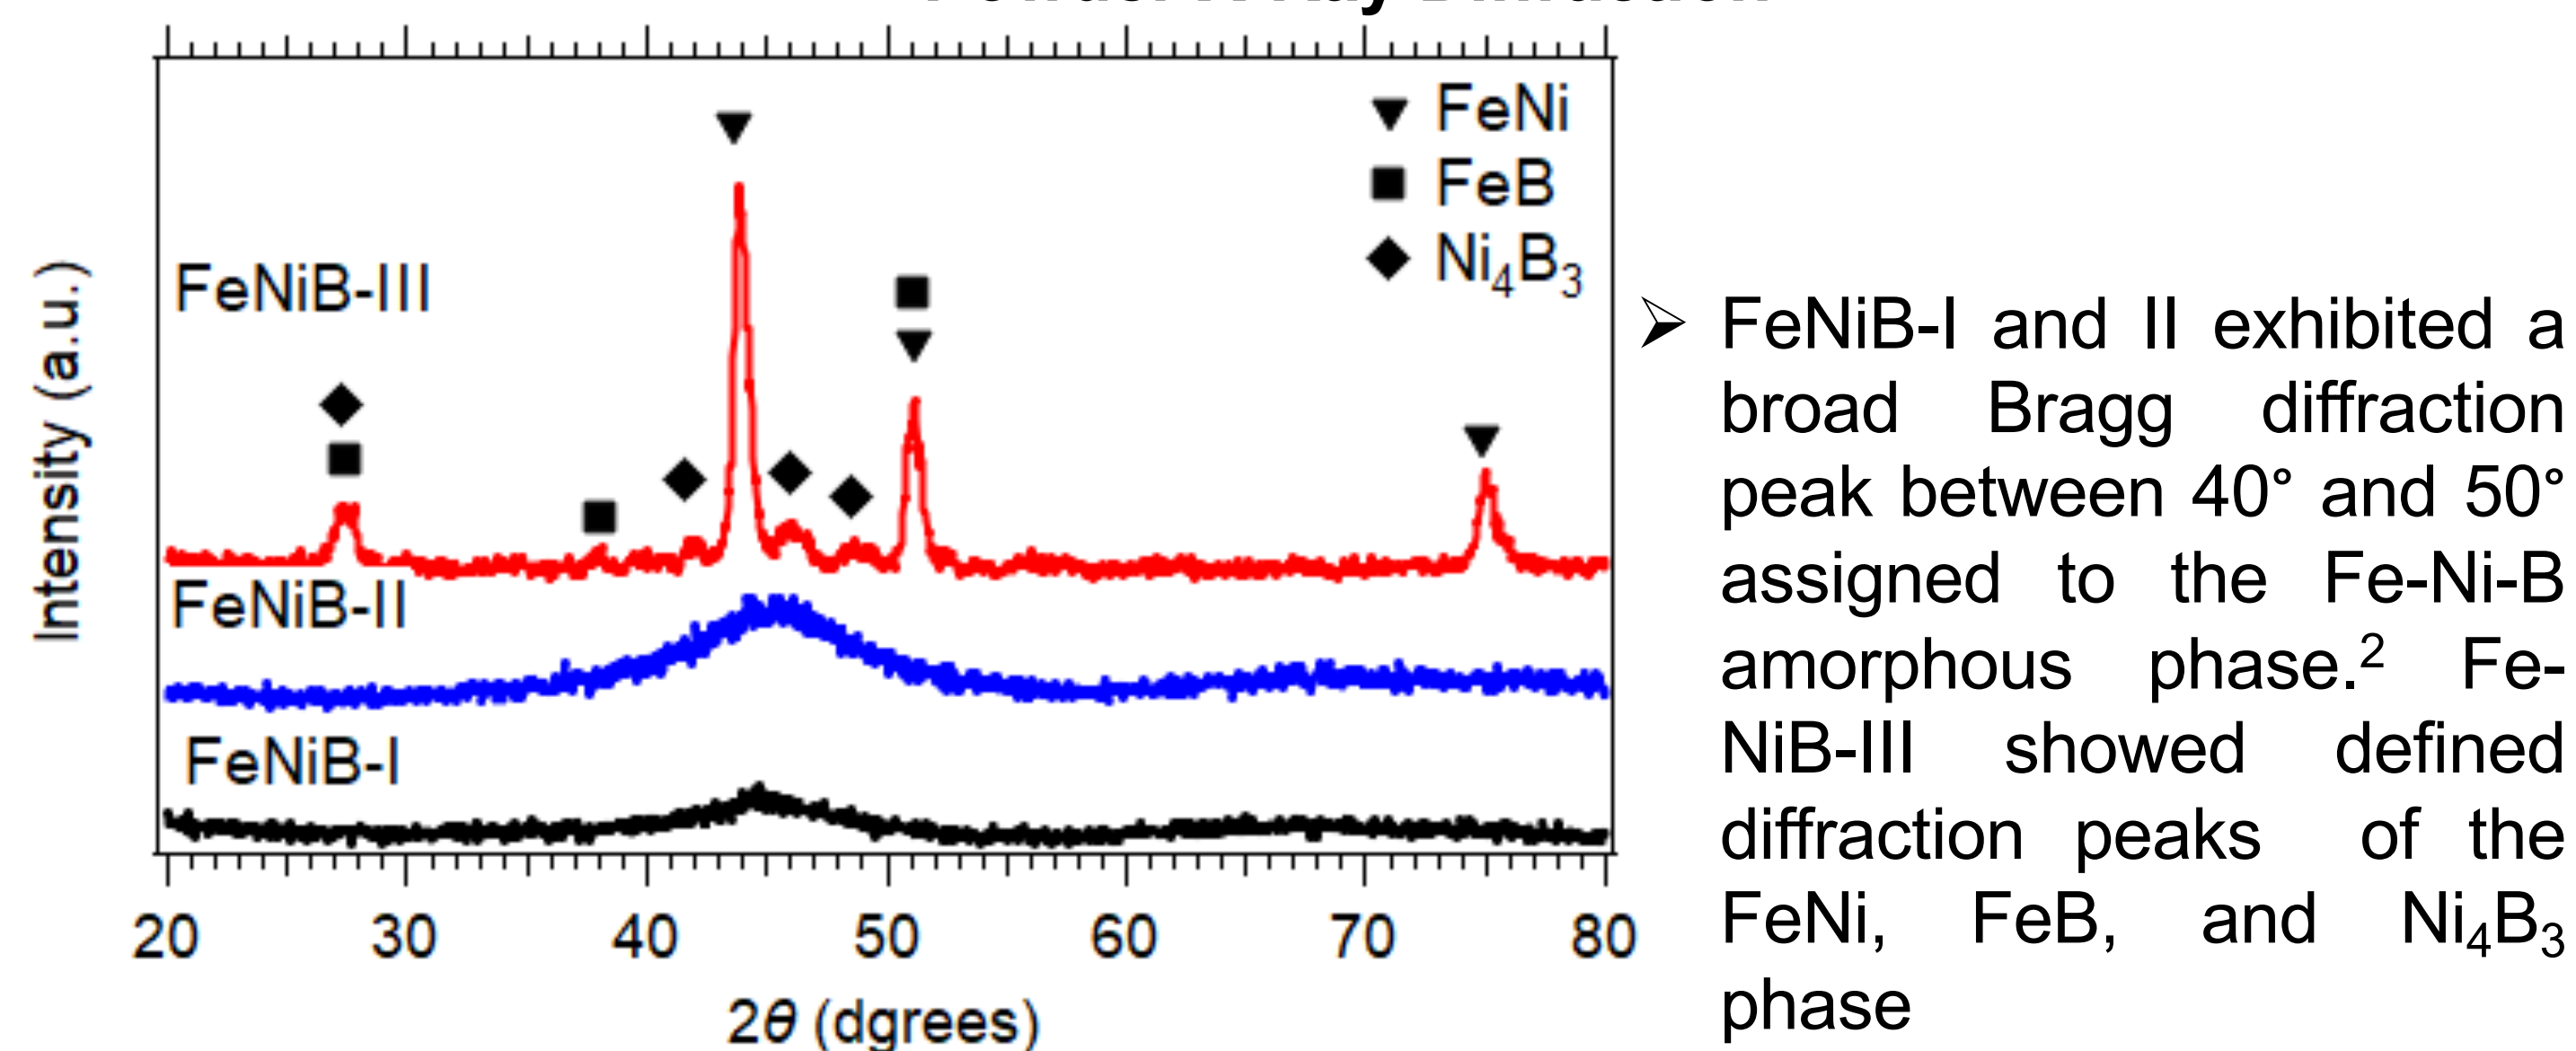 FeNi
FeB
Ni₄B₃
FeNiB-III
FeNiB-II
FeNiB-I
Intensity (a.u.)
20 30 40 50 60 70 80
2θ (dgrees)
➢ FeNiB-I and II exhibited a
broad Bragg diffraction
peak between 40° and 50°
assigned to the Fe-Ni-B
amorphous phase.² Fe-
NiB-III showed defined
diffraction peaks of the
FeNi, FeB, and Ni₄B₃
phase